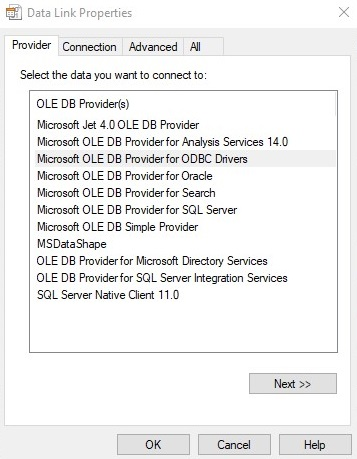 Data Link Properties
Provider Connection Advanced All
Select the data you want to connect to:
OLE DB Provider(s)
Microsoft Jet 4.0 OLE DB Provider
Microsoft OLE DB Provider for Analysis Services 14.0
Microsoft OLE DB Provider for ODBC Drivers
Microsoft OLE DB Provider for Oracle
Microsoft OLE DB Provider for Search
Microsoft OLE DB Provider for SQL Server
Microsoft OLE DB Simple Provider
MSDataShape
OLE DB Provider for Microsoft Directory Services
OLE DB Provider for SQL Server Integration Services
SQL Server Native Client 11.0
Next >>
OK Cancel Help